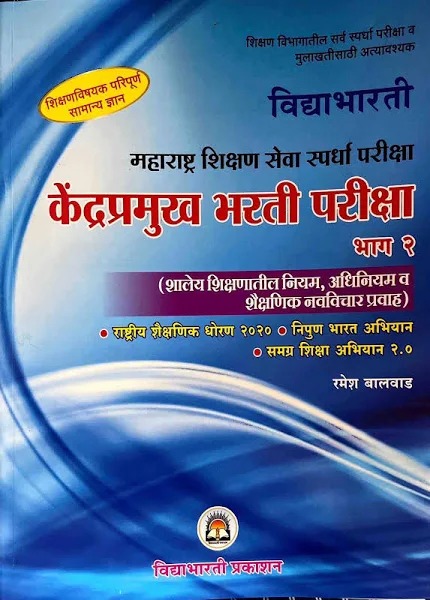 शिक्षण विभागातील सर्व स्पर्धा परीक्षा व
मुलाखतीसाठी अत्यावश्यक
शिक्षणविषयक परिपूर्ण
सामान्य ज्ञान
विद्याभारती
महाराष्ट्र शिक्षण सेवा स्पर्धा परीक्षा
केंद्रप्रमुख भरती परीक्षा
भाग २
(शालेय शिक्षणातील नियम, अधिनियम व
शैक्षणिक नवविचार प्रवाह)
• राष्ट्रीय शैक्षणिक धोरण २०२० • निपुण भारत अभियान
• समग्र शिक्षा अभियान २.०
रमेश बालवाड
विद्याभारती प्रकाशन